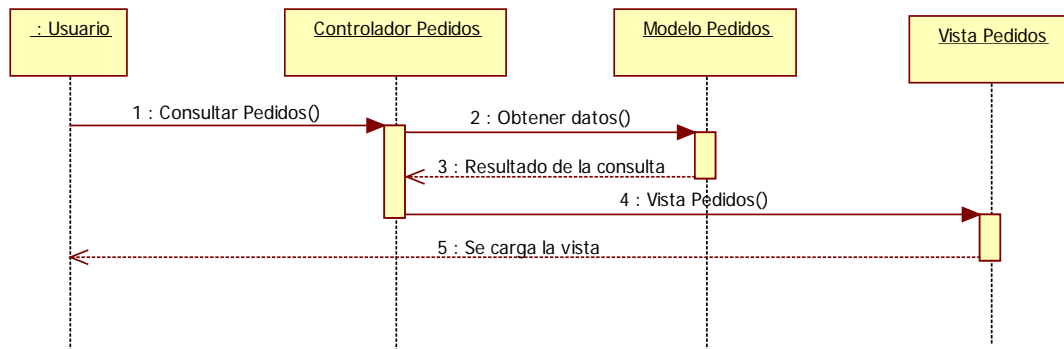 : Usuario
Controlador Pedidos
Modelo Pedidos
Vista Pedidos
1 : Consultar Pedidos()
2 : Obtener datos()
3 : Resultado de la consulta
4 : Vista Pedidos()
5 : Se carga la vista